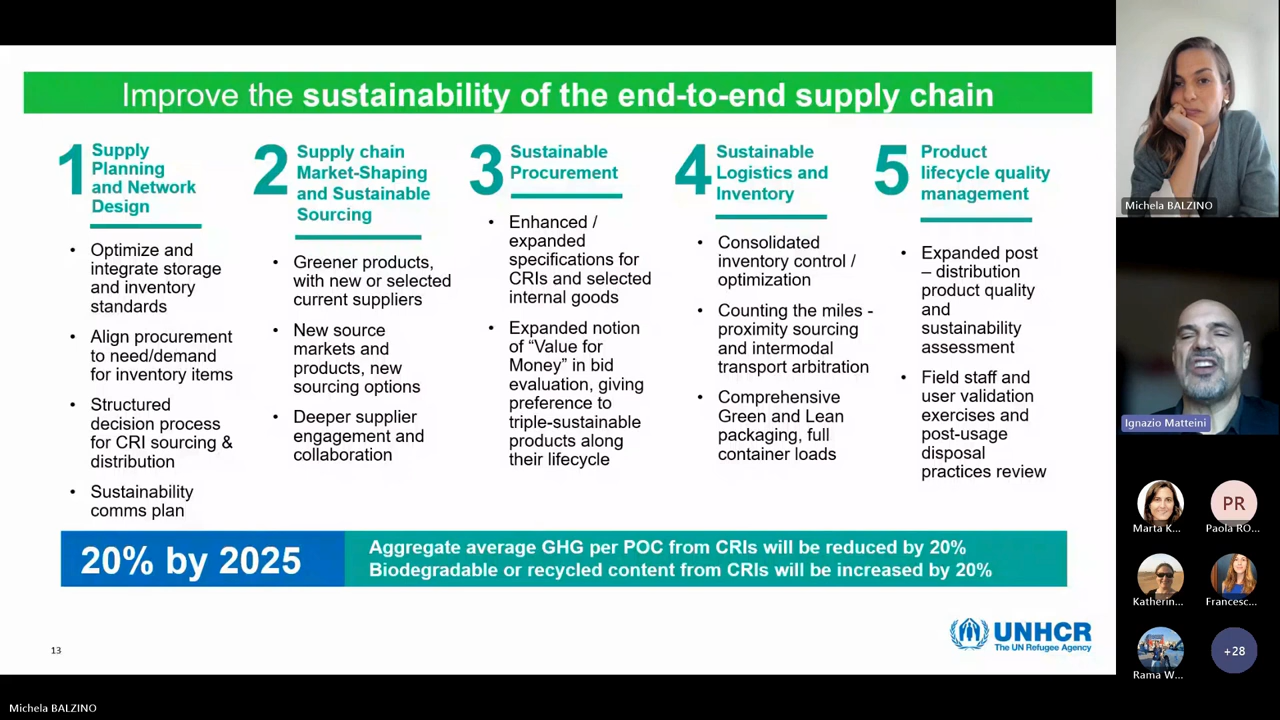 Improve the sustainability of the end-to-end supply chain
1
Supply
Planning
and Network
Design
• Optimize and
integrate storage
and inventory
standards
• Align procurement
to need/demand
for inventory items
• Structured
decision process
for CRI sourcing &
distribution
• Sustainability
comms plan
2
Supply chain
Market-Shaping
and Sustainable
Sourcing
• Greener products,
with new or selected
current suppliers
• New source
markets and
products, new
sourcing options
• Deeper supplier
engagement and
collaboration
3
Sustainable
Procurement
• Enhanced /
expanded
specifications for
CRIs and selected
internal goods
• Expanded notion
of “Value for
Money” in bid
evaluation, giving
preference to
triple-sustainable
products along
their lifecycle
4
Sustainable
Logistics and
Inventory
• Consolidated
inventory control /
optimization
• Counting the miles -
proximity sourcing
and intermodal
transport arbitration
• Comprehensive
Green and Lean
packaging, full
container loads
5
Product
lifecycle quality
management
• Expanded post
– distribution
product quality
and
sustainability
assessment
• Field staff and
user validation
exercises and
post-usage
disposal
practices review
20% by 2025
Aggregate average GHG per POC from CRIs will be reduced by 20%
Biodegradable or recycled content from CRIs will be increased by 20%
13
UNHCR
The UN Refugee Agency
Michela BALZINO
Ignazio Matteini
PR
Marta K...
Paola RO...
Katherin...
Francesc...
Rama W...
+28
Michela BALZINO